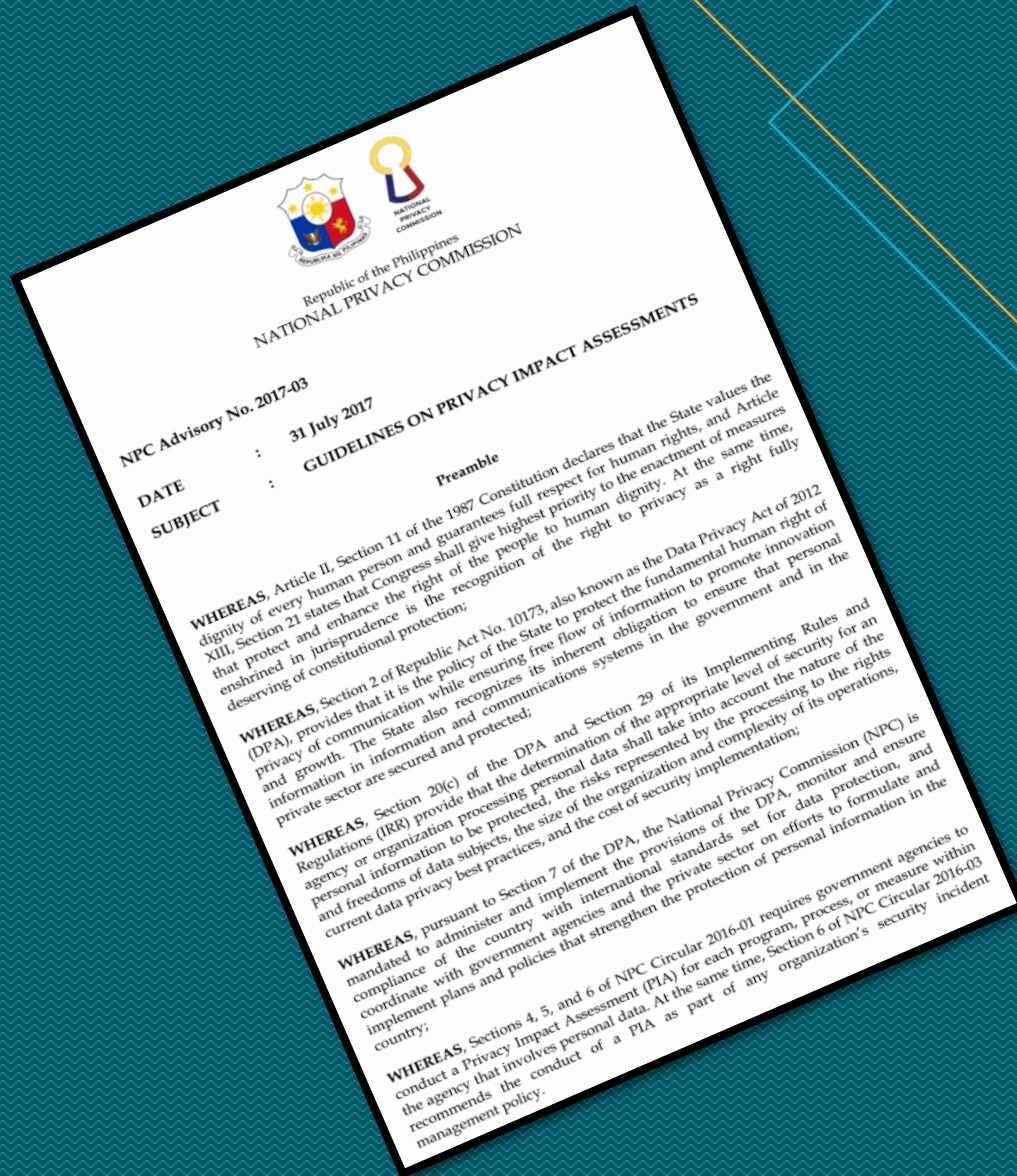 REPUBLIKA NG PILIPINAS
NATIONAL
PRIVACY
COMMISSION
Republic of the Philippines
NATIONAL PRIVACY COMMISSION
NPC Advisory No. 2017-03
DATE : 31 July 2017
SUBJECT : GUIDELINES ON PRIVACY IMPACT ASSESSMENTS
Preamble
WHEREAS, Article II, Section 11 of the 1987 Constitution declares that the State values the
dignity of every human person and guarantees full respect for human rights, and Article
XIII, Section 21 states that Congress shall give highest priority to the enactment of measures
that protect and enhance the right of the people to human dignity. At the same time,
enshrined in jurisprudence is the recognition of the right to privacy as a right fully
deserving of constitutional protection;
WHEREAS, Section 2 of Republic Act No. 10173, also known as the Data Privacy Act of 2012
(DPA), provides that it is the policy of the State to protect the fundamental human right of
privacy of communication while ensuring free flow of information to promote innovation
and growth. The State also recognizes its inherent obligation to ensure that personal
information in information and communications systems in the government and in the
private sector are secured and protected;
WHEREAS, Section 20(c) of the DPA and Section 29 of its Implementing Rules and
Regulations (IRR) provide that the determination of the appropriate level of security for an
agency or organization processing personal data shall take into account the nature of the
personal information to be protected, the risks represented by the processing to the rights
and freedoms of data subjects, the size of the organization and complexity of its operations,
current data privacy best practices, and the cost of security implementation;
WHEREAS, pursuant to Section 7 of the DPA, the National Privacy Commission (NPC) is
mandated to administer and implement the provisions of the DPA, monitor and ensure
compliance of the country with international standards set for data protection, and
coordinate with government agencies and the private sector on efforts to formulate and
implement plans and policies that strengthen the protection of personal information in the
country;
WHEREAS, Sections 4, 5, and 6 of NPC Circular 2016-01 requires government agencies to
conduct a Privacy Impact Assessment (PIA) for each program, process, or measure within
the agency that involves personal data. At the same time, Section 6 of NPC Circular 2016-03
recommends the conduct of a PIA as part of any organization's security incident
management policy.